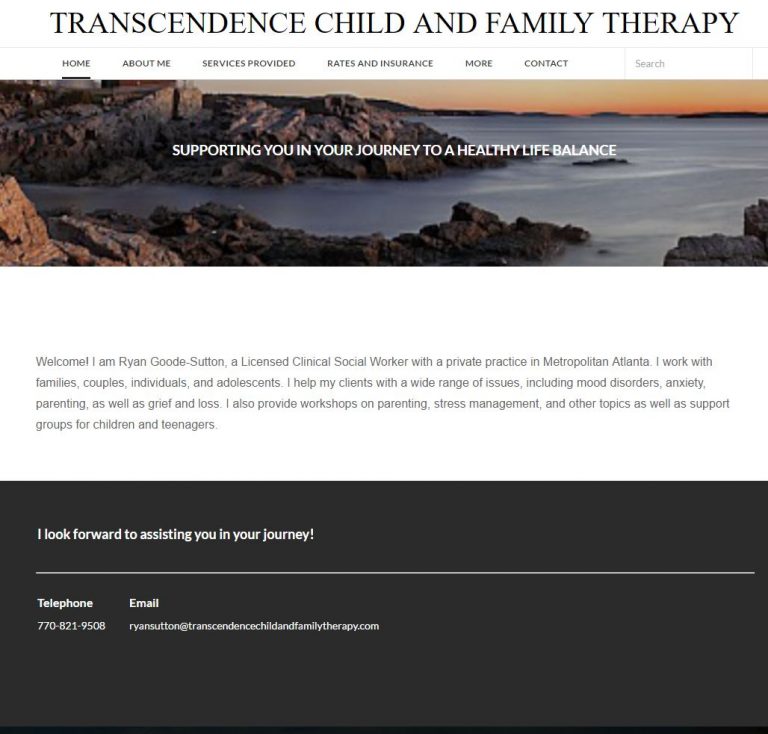 TRANSCENDENCE CHILD AND FAMILY THERAPY
HOME ABOUT ME SERVICES PROVIDED RATES AND INSURANCE MORE CONTACT Search
SUPPORTING YOU IN YOUR JOURNEY TO A HEALTHY LIFE BALANCE
Welcome! I am Ryan Goode-Sutton, a Licensed Clinical Social Worker with a private practice in Metropolitan Atlanta. I work with
families, couples, individuals, and adolescents. I help my clients with a wide range of issues, including mood disorders, anxiety,
parenting, as well as grief and loss. I also provide workshops on parenting, stress management, and other topics as well as support
groups for children and teenagers.
I look forward to assisting you in your journey!
Telephone Email
770-821-9508 ryansutton@transcendencechildandfamilytherapy.com